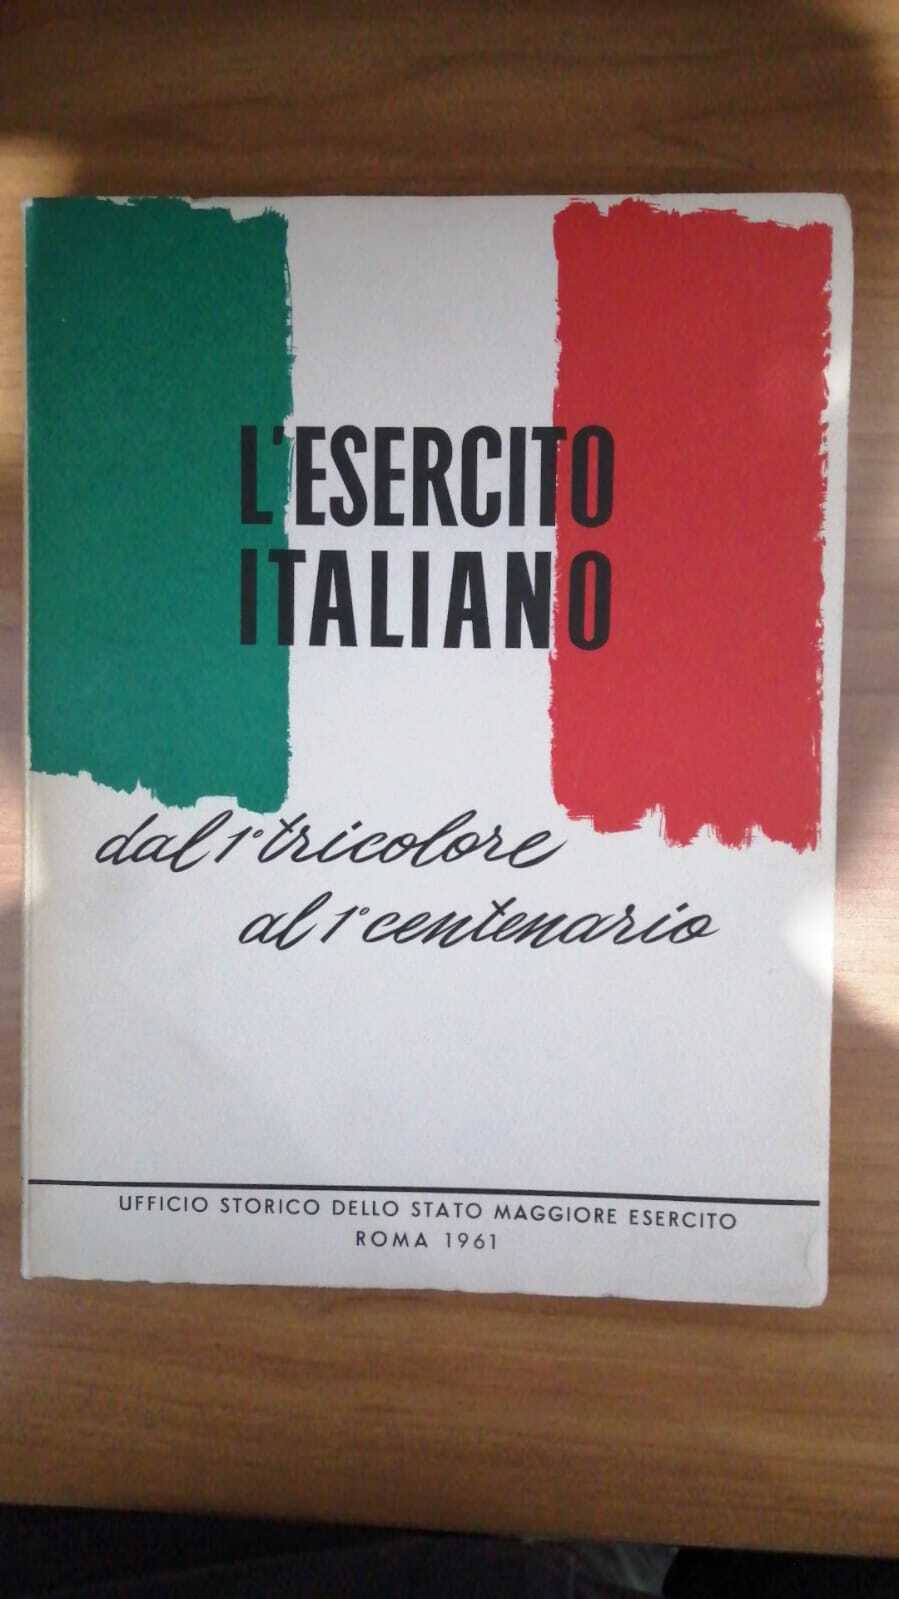 L'ESERCITO
ITALIANO
dal 1° tricolore
al 1° centenario
UFFICIO STORICO DELLO STATO MAGGIORE ESERCITO
ROMA 1961